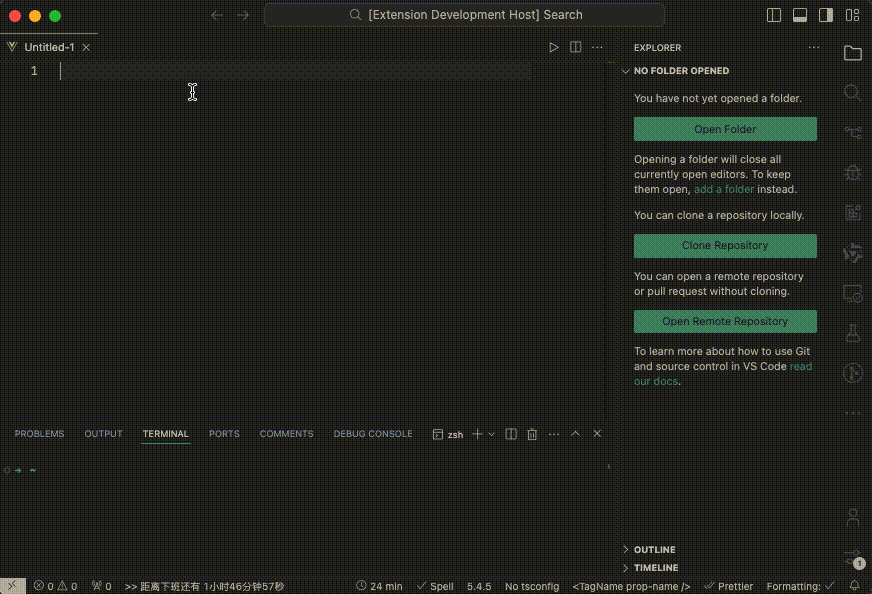 [Extension Development Host] Search
Untitled-1
1
EXPLORER
NO FOLDER OPENED
You have not yet opened a folder.
Open Folder
Opening a folder will close all
currently open editors. To keep
them open, add a folder instead.
You can clone a repository locally.
Clone Repository
You can open a remote repository
or pull request without cloning.
Open Remote Repository
To learn more about how to use Git
and source control in VS Code read
our docs.
PROBLEMS OUTPUT TERMINAL PORTS COMMENTS DEBUG CONSOLE zsh
~
OUTLINE
TIMELINE
1
0 0 0 >> 距离下班还有 1小时46分钟57秒 24 min Spell 5.4.5 No tsconfig <TagName prop-name /> Prettier Formatting: